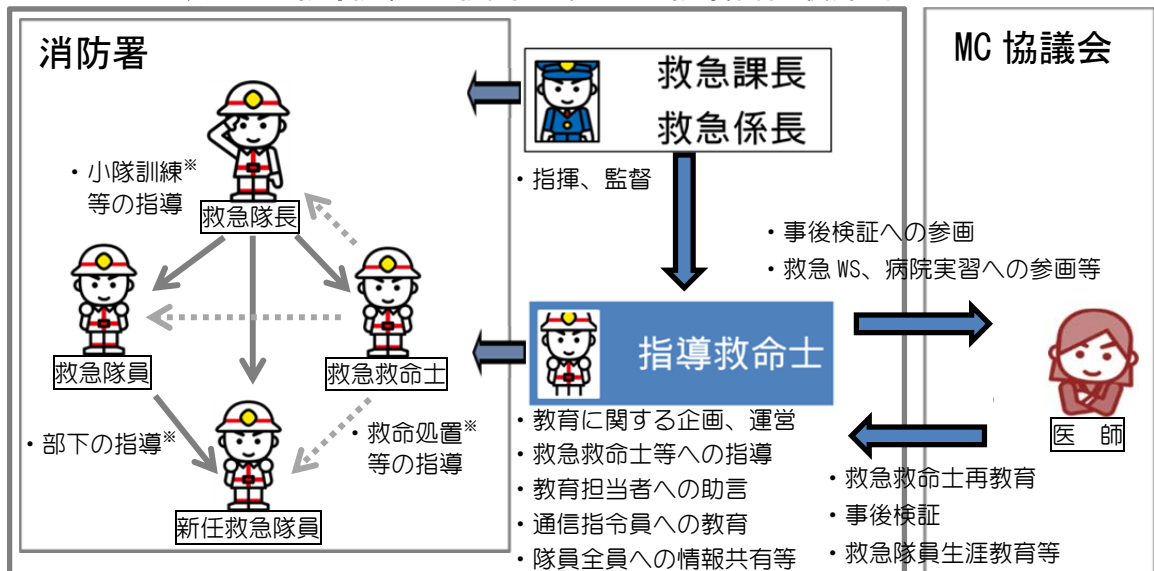 消防署
・小隊訓練※
等の指導
救急隊長
救急隊員
救急救命士
・部下の指導※
・救命処置※
等の指導
新任救急隊員
救急課長
救急係長
・指揮、監督
指導救命士
・教育に関する企画、運営
・救急救命士等への指導
・教育担当者への助言
・通信指令員への教育
・隊員全員への情報共有等
MC 協議会
・事後検証への参画
・救急 WS、病院実習への参画等
医　師
・救急救命士再教育
・事後検証
・救急隊員生涯教育等